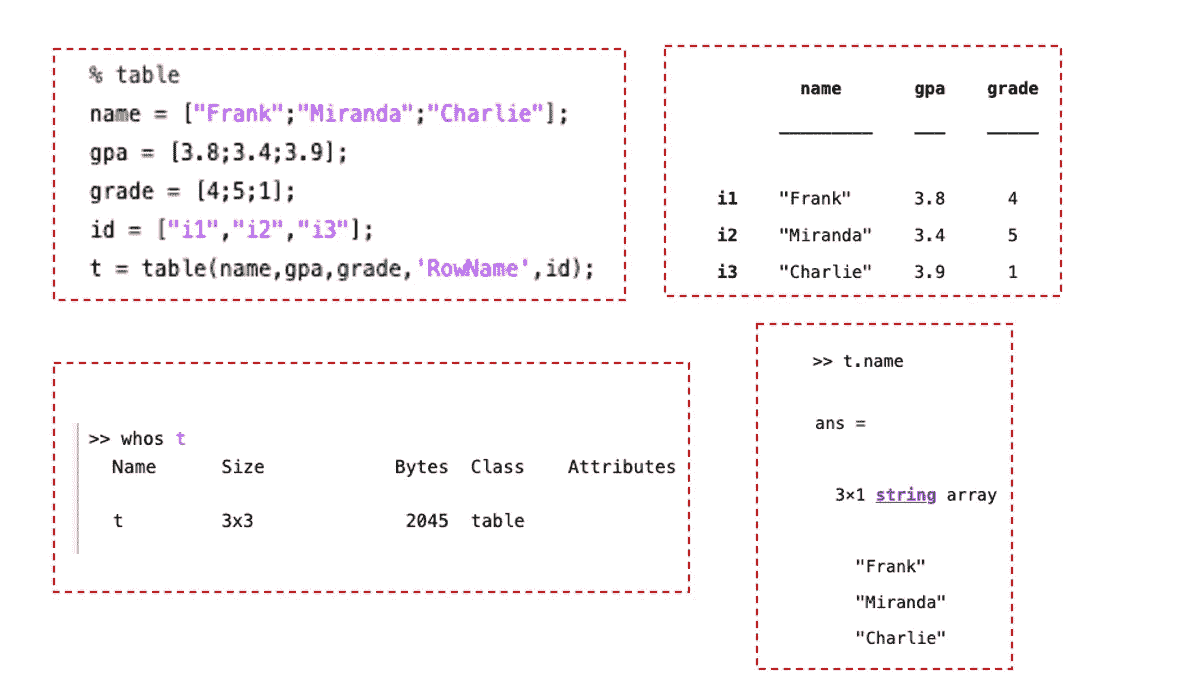 % table
name = ["Frank";"Miranda";"Charlie"];
gpa = [3.8;3.4;3.9];
grade = [4;5;1];
id = ["i1","i2","i3"];
t = table(name,gpa,grade,'RowName',id);
name gpa grade
i1 "Frank" 3.8 4
i2 "Miranda" 3.4 5
i3 "Charlie" 3.9 1
>> whos t
Name Size Bytes Class Attributes
t 3x3 2045 table
>> t.name
ans =
3×1 string array
"Frank"
"Miranda"
"Charlie"